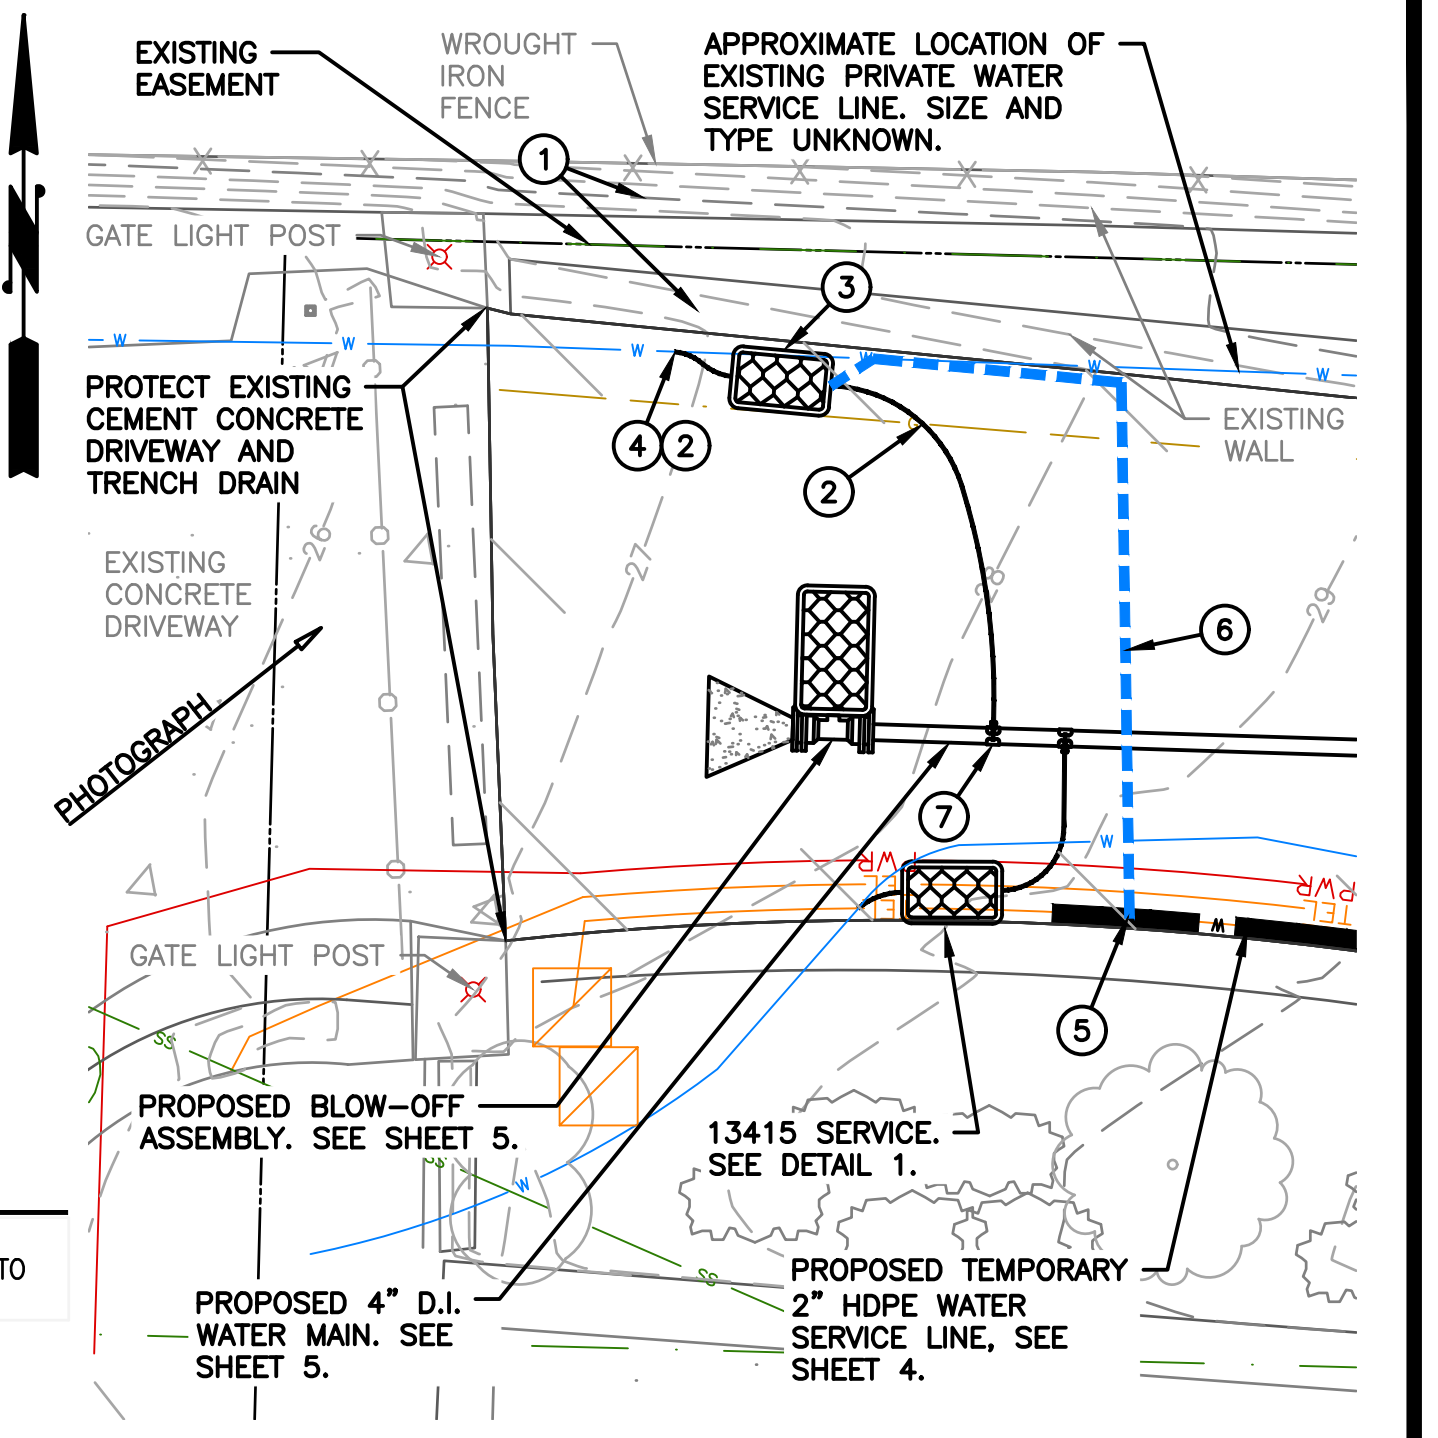 EXISTING
EASEMENT
WROUGHT
IRON
FENCE
APPROXIMATE LOCATION OF
EXISTING PRIVATE WATER
SERVICE LINE. SIZE AND
TYPE UNKNOWN.
1
GATE LIGHT POST
3
W
W
W
W
W
W
PROTECT EXISTING
CEMENT CONCRETE
DRIVEWAY AND
TRENCH DRAIN
4
2
2
G
EXISTING
WALL
26
27
28
29
EXISTING
CONCRETE
DRIVEWAY
6
PHOTOGRAPH
7
W
PWR
PWR
TEL
W
GATE LIGHT POST
5
SS
PROPOSED BLOW-OFF
ASSEMBLY. SEE SHEET 5.
13415 SERVICE.
SEE DETAIL 1.
SS
W
TO
SS
PROPOSED 4" D.I.
WATER MAIN. SEE
SHEET 5.
PROPOSED TEMPORARY
2" HDPE WATER
SERVICE LINE, SEE
SHEET 4.